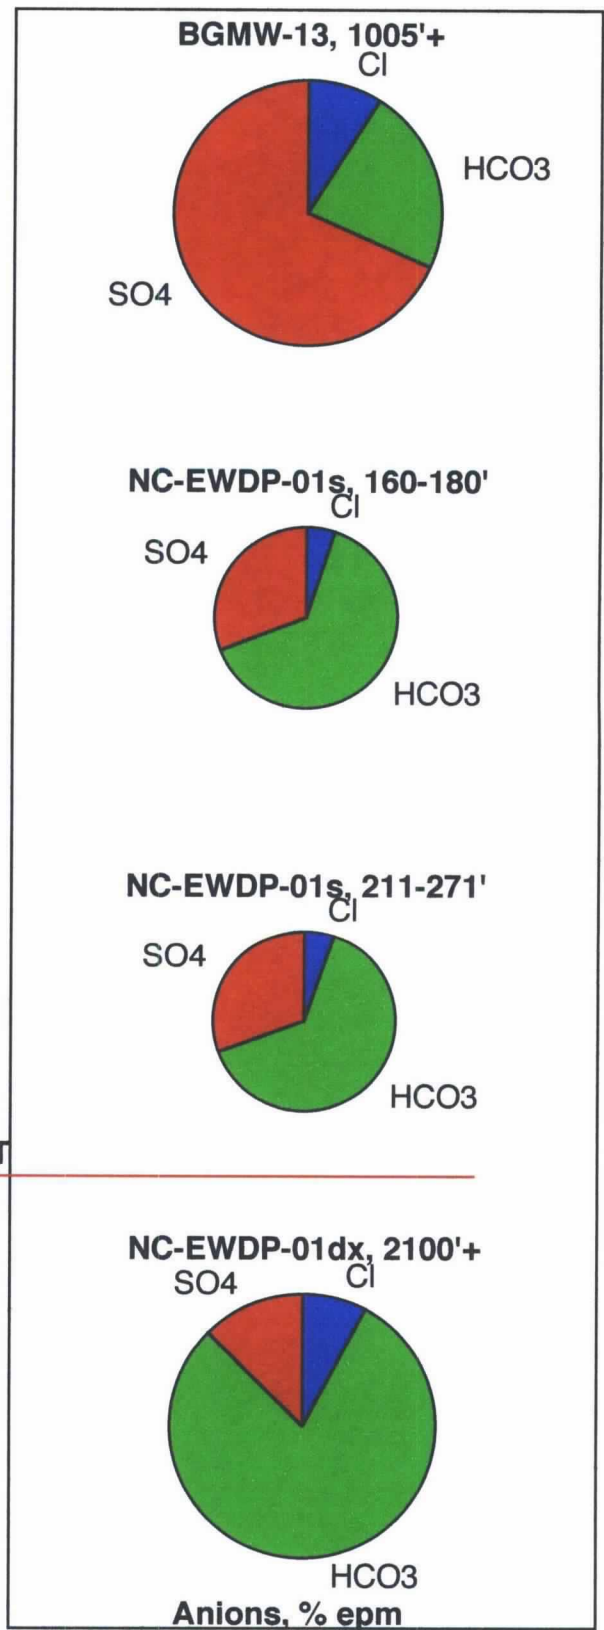 BGMW-13, 1005'+
Cl
HCO3
SO4
NC-EWDP-01s, 160-180'
Cl
SO4
HCO3
NC-EWDP-01s, 211-271'
Cl
SO4
HCO3
NC-EWDP-01dx, 2100'+
SO4
Cl
HCO3
Anions, % epm